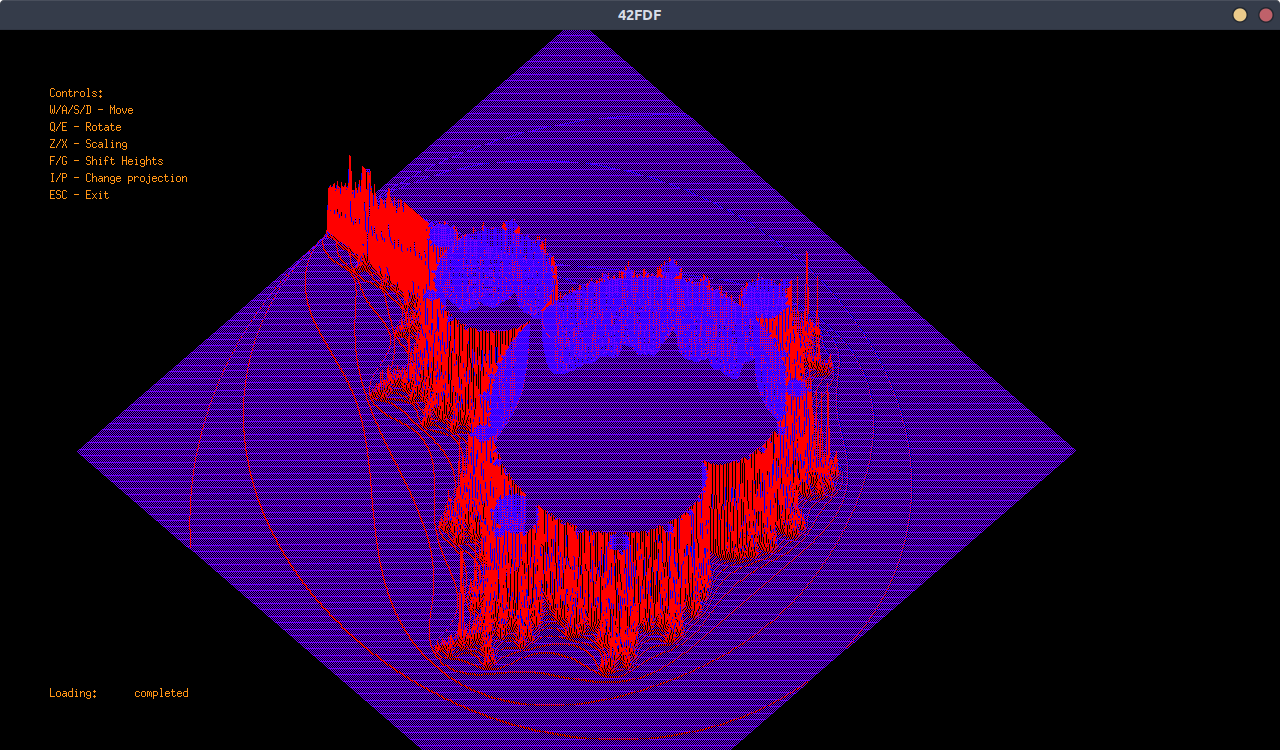 42FDF
Controls:
W/A/S/D - Move
Q/E - Rotate
Z/X - Scaling
F/G - Shift Heights
I/P - Change projection
ESC - Exit
Loading: completed